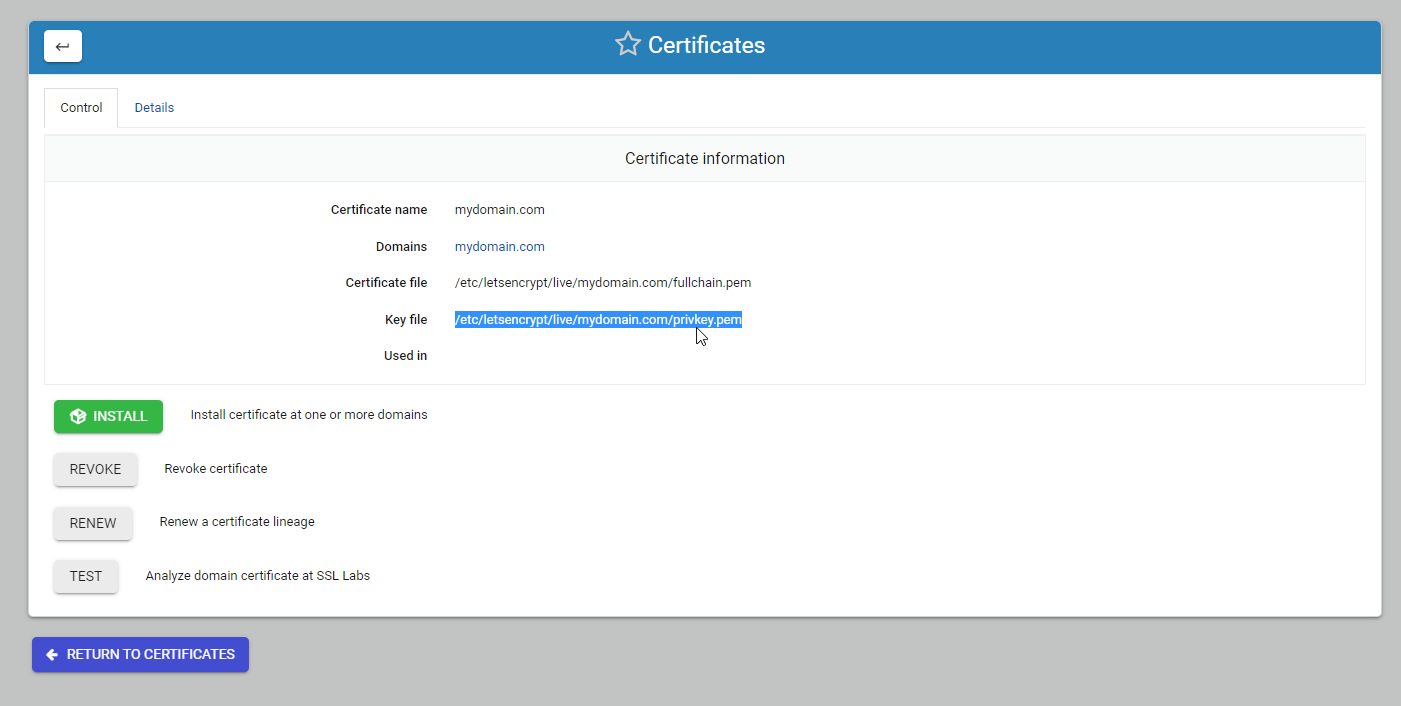 Certificates
Control Details
Certificate information
Certificate name mydomain.com
Domains mydomain.com
Certificate file /etc/letsencrypt/live/mydomain.com/fullchain.pem
Key file /etc/letsencrypt/live/mydomain.com/privkey.pem
Used in
INSTALL Install certificate at one or more domains
REVOKE Revoke certificate
RENEW Renew a certificate lineage
TEST Analyze domain certificate at SSL Labs
RETURN TO CERTIFICATES